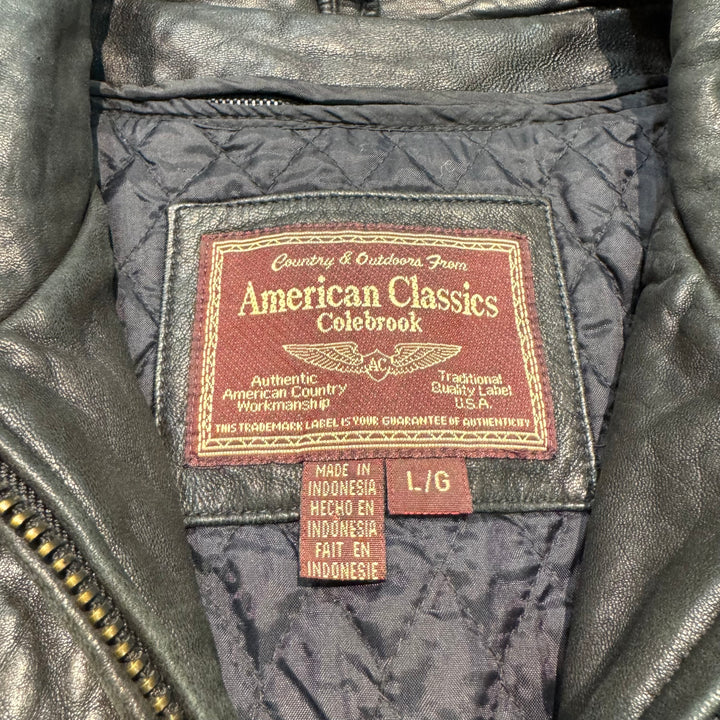 Country & Outdoors From
American Classics
Colebrook
AC
Authentic
American Country
Workmanship
Traditional
Quality Label
U.S.A.
THIS TRADEMARK LABEL IS YOUR GUARANTEE OF AUTHENTICITY
MADE IN
INDONESIA
HECHO EN
INDONESIA
FAIT EN
INDONESIE
L/G